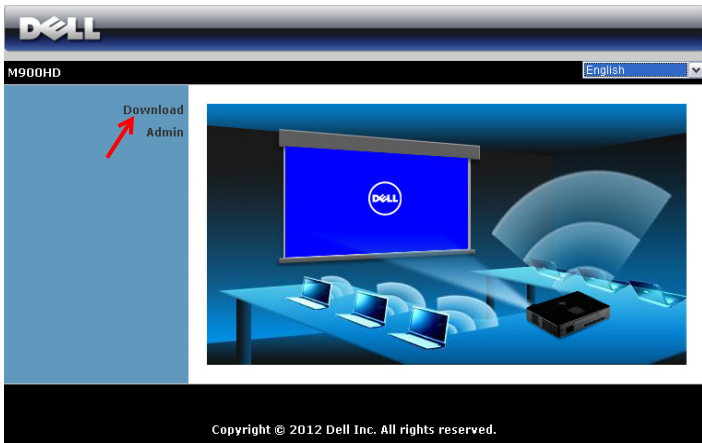 DELL
M900HD
English
Download
Admin
DELL
Copyright © 2012 Dell Inc. All rights reserved.